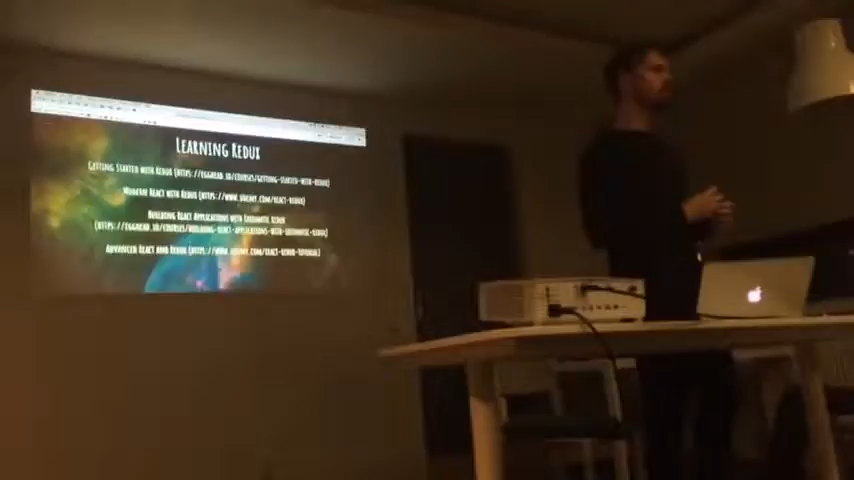 Learning Redux
Getting Started with Redux (https://egghead.io/courses/getting-started-with-redux)
Modern React with Redux (https://www.udemy.com/react-redux)
Building React Applications with Idiomatic Redux
(https://egghead.io/courses/building-react-applications-with-idiomatic-redux)
Advanced React and Redux (https://www.udemy.com/react-redux-tutorial)